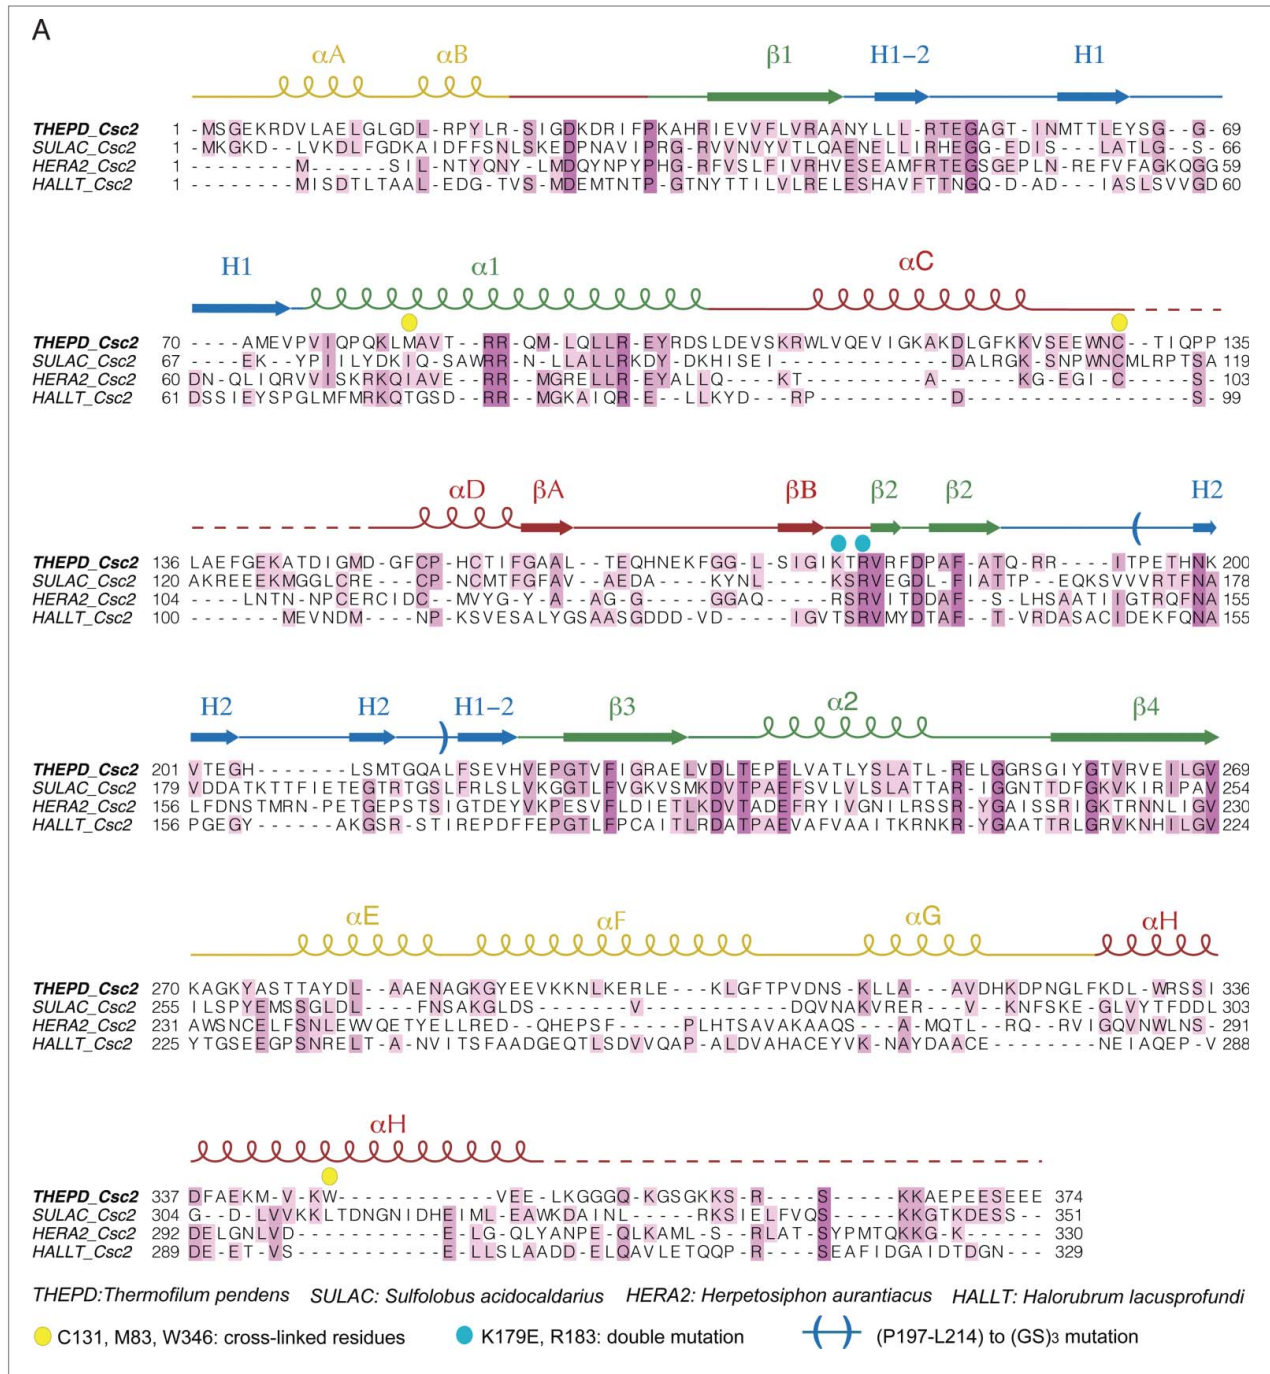 A
αA αB β1 H1-2 H1
THEPD_Csc2 1 -MSGEKRDVLAELGLGDL-RPYLR-SIGDKDRIFPKAHRIEVVFLVRAANYLLL-RTEGAGT-INMTTLEYSG--G- 69
SULAC_Csc2 1 -MKGKD--LVKDLFGDKAIDFFSNLSKEDPNAVIPRG-RVVNVYVTLQAENELLIRHEGG-EDIS---LATLG--S- 66
HERA2_Csc2 1 --------M------SIL-NTYQNY-LMDQYNPYPHG-RFVSLFIVRHVESEAMFRTEGSGEPLN-REFVFAGKQGG 59
HALLT_Csc2 1 --------MISDTLTAAL-EDG-TVS-MDEMTNTP-GTNYTTILVLRELESHAVFTTNGQ-D-AD---IASLSVVGD 60
H1 α1 αC
THEPD_Csc2 70 ----AMEVPVIQPQKLMAVT--RR-QM-LQLLR-EYRDSLDEVSKRWLVQEVIGKAKDLGFKKVSEEWNC--TIQPP 135
SULAC_Csc2 67 ----EK--YPIILYDKIQ-SAWRR-N-LLALRKDY-DKHISEI-------------DALRGK-SNPWNCMLRPTSA 119
HERA2_Csc2 60 DN-QLIQRVVISKRKQIAVE--RR--MGRELLR-EYALLQ---KT---------A------KG-EGI-C-----S- 103
HALLT_Csc2 61 DSSIEYSPGLMFMRKQTGSD--RR--MGKAIQR-E--LLKYD--RP----------D-----------------S- 99
αD βA βB β2 β2 H2
THEPD_Csc2 136 LAEFGEKATDIGMD-GFCP-HCTIFGAAL--TEQHNEKFGG-L-SIGIKTRVRFDPAF-ATQ-RR----ITPETHNK 200
SULAC_Csc2 120 AKREEEKMGGLCRE---CP-NCMTFGFAV--AEDA---KYNL-----KSRVEGDL-FIATTP--EQKSVVVRTFNA 178
HERA2_Csc2 104 ----LNTN-NPCERCIDC--MVYG-Y-A--AG-G-----GGAQ-----RSRVITDDAF--S-LHSAATIIGTRQFNA 155
HALLT_Csc2 100 -------MEVNDM----NP-KSVESALYGSAASGDDD-VD-----IGVTSRVMYDTAF--T-VRDASACIDEKFQNA 155
H2 H2 H1-2 β3 α2 β4
THEPD_Csc2 201 VTEGH-------LSMTGQALFSEVHVEPGTVFIGRAELVDLTEPELVATLYSLATL-RELGGRSGIYGTVRVEILGV 269
SULAC_Csc2 179 VDDATKTTFIETEGTRTGSLFRLSLVKGGTLFVGKVSMKDVTPAEFSVLVLSLATTAR-IGGNTTDFGKVKIRIPAV 254
HERA2_Csc2 156 LFDNSTMRN-PETGEPSTSIGTDEYVKPESVFLDIETLKDVTADEFRYIVGNILRSSR-YGAISSRIGKTRNNLIGV 230
HALLT_Csc2 156 PGEGY------AKGSR-STIREPDFFEPGTLFPCAITLRDATPAEVAFVAAITKRNKR-YGAATTRLGRVKNHILGV 224
αE αF αG αH
THEPD_Csc2 270 KAGKYASTTAYDL--AAENAGKGYEEVKKNLKERLE---KLGFTPVDNS-KLLA---AVDHKDPNGLFKDL-WRSSI 336
SULAC_Csc2 255 ILSPYEMSSGLDL----FNSAKGLDS-------V-----------DQVNAKVRER---V--KNFSKE-GLVYTFDDL 303
HERA2_Csc2 231 AWSNCELFSNLEWVQETYELLRED--QHEPSF-----PLHTSAVAKAAQS---A-MQTL--RQ--RVIGQVNWLNS- 291
HALLT_Csc2 225 YTGSEEGPSNRELT-A-NVITSFAADGEQTLSDVVQAP-ALDVAHACEYVK-NAYDAACE--------NEIAQEP-V 288
αH
THEPD_Csc2 337 DFAEKM-V-KW------------VEE-LKGGGQ-KGSGKKS-R----S-----KKAEPEESEEE 374
SULAC_Csc2 304 G--D-LVVKKLTDNGNIDHEIML-EAWKDAINL-----RKSIELFVQS-----KKGTKDESS-- 351
HERA2_Csc2 292 DELGNLVD-----------E-LG-QLYANPE-QLKAML-S--RLAT-SYPMTQKKG-K------ 330
HALLT_Csc2 289 DE-ET-VS-----------E-LLSLAADD-ELQAVLETQQP-R----SEAFIDGAIDTDGN--- 329
THEPD:Thermofilum pendens SULAC: Sulfolobus acidocaldarius HERA2: Herpetosiphon aurantiacus HALLT: Halorubrum lacusprofundi
C131, M83, W346: cross-linked residues K179E, R183: double mutation ( ) (P197-L214) to (GS)₃ mutation